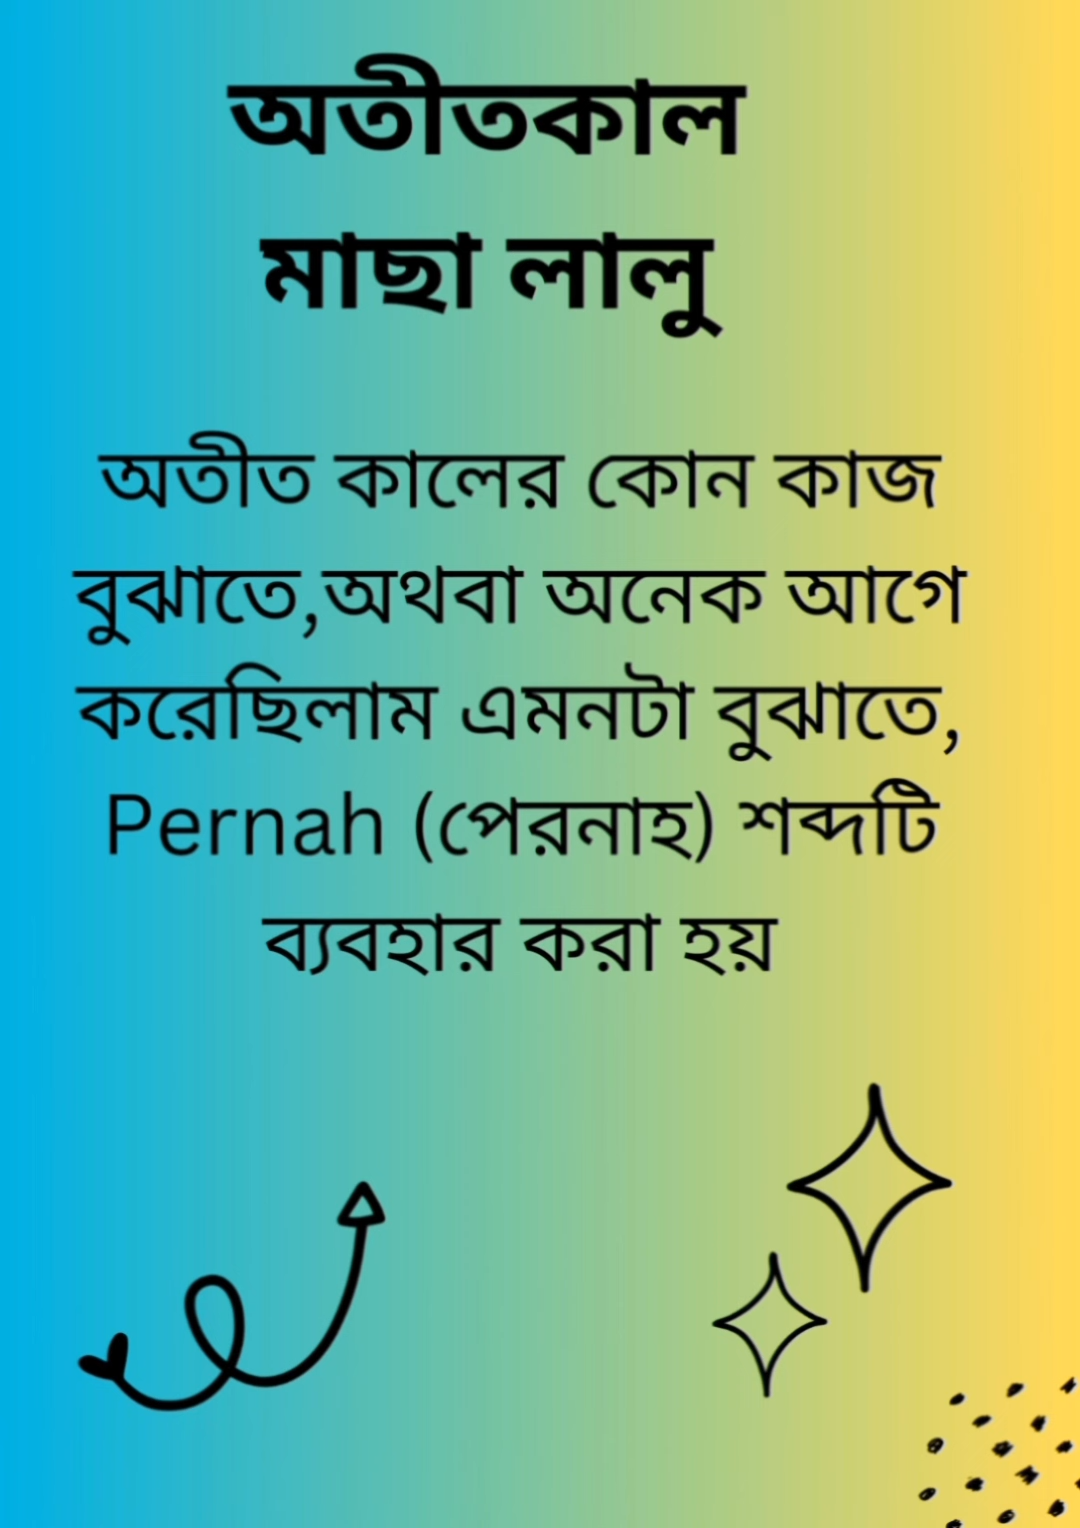 অতীতকাল
মাছা লালু
অতীত কালের কোন কাজ
বুঝাতে,অথবা অনেক আগে
করেছিলাম এমনটা বুঝাতে,
Pernah (পেরনাহ) শব্দটি
ব্যবহার করা হয়